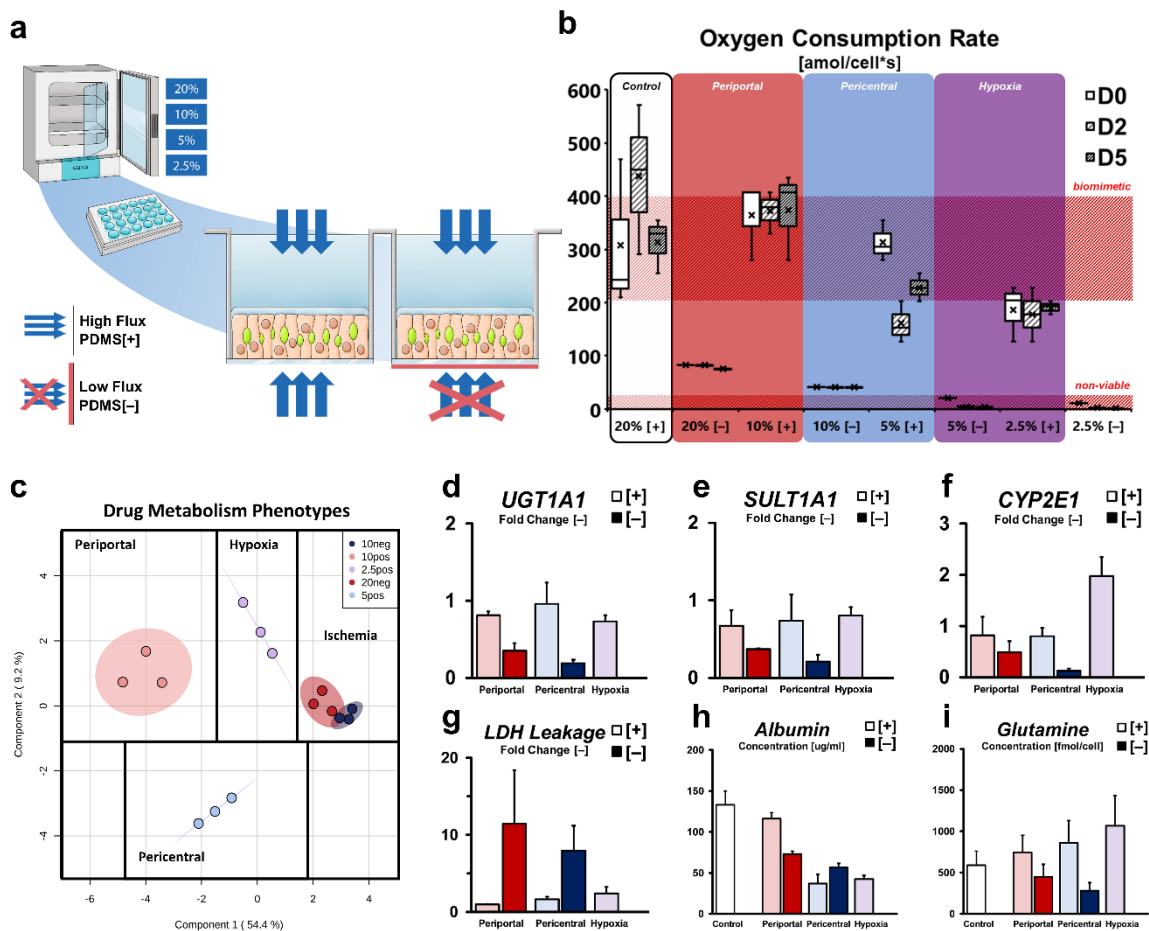 a
20%
10%
5%
2.5%
High Flux
PDMS[+]
Low Flux
PDMS[–]
b
Oxygen Consumption Rate
[amol/cell*s]
Control
Periportal
Pericentral
Hypoxia
D0
D2
D5
600
500
400
300
200
100
0
biomimetic
non-viable
20% [+]
20% [–]
10% [+]
10% [–]
5% [+]
5% [–]
2.5% [+]
2.5% [–]
c
Drug Metabolism Phenotypes
Periportal
Hypoxia
Ischemia
Pericentral
10neg
10pos
2.5pos
20neg
5pos
Component 2 ( 9.2 %)
4
2
0
-2
-4
-6
-4
-2
0
2
4
Component 1 ( 54.4 %)
d
UGT1A1
Fold Change [–]
[+]
[–]
2
1
0
Periportal
Pericentral
Hypoxia
e
SULT1A1
Fold Change [–]
[+]
[–]
2
1
0
Periportal
Pericentral
Hypoxia
f
CYP2E1
Fold Change [–]
[+]
[–]
3
2
1
0
Periportal
Pericentral
Hypoxia
g
LDH Leakage
Fold Change [–]
[+]
[–]
20
10
0
Periportal
Pericentral
Hypoxia
h
Albumin
Concentration [ug/ml]
[+]
[–]
200
150
100
50
0
Control
Periportal
Pericentral
Hypoxia
i
Glutamine
Concentration [fmol/cell]
[+]
[–]
2000
1500
1000
500
0
Control
Periportal
Pericentral
Hypoxia